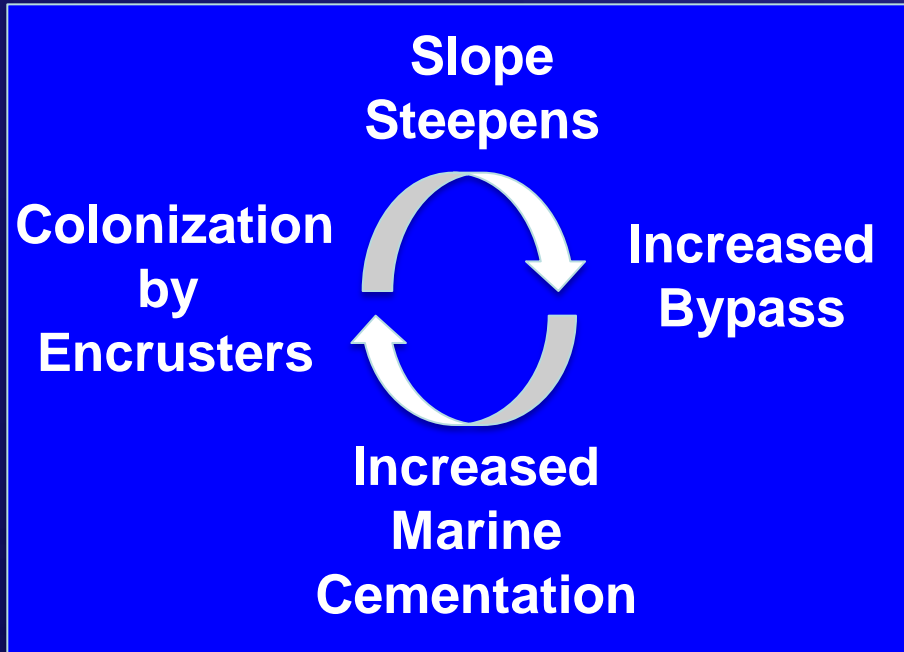 Slope
Steepens
Colonization
by
Encrusters
Increased
Bypass
Increased
Marine
Cementation